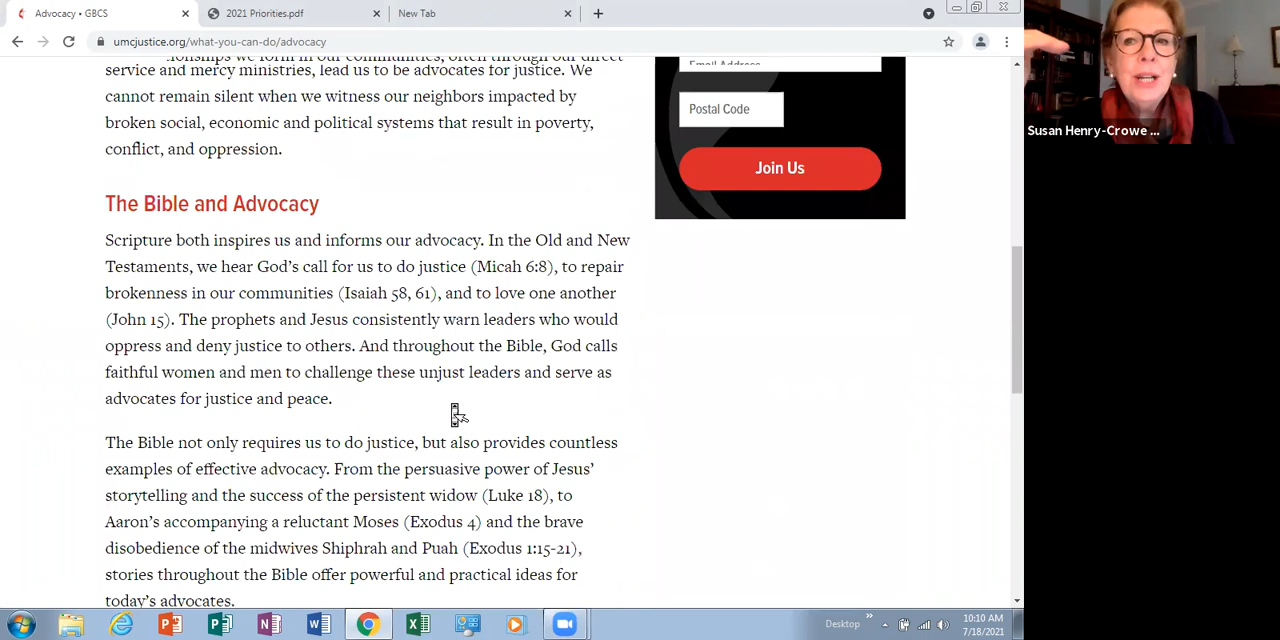 Advocacy • GBCS
2021 Priorities.pdf
New Tab
umcjustice.org/what-you-can-do/advocacy
ionships we form in our communities, often through our direct
service and mercy ministries, lead us to be advocates for justice. We
cannot remain silent when we witness our neighbors impacted by
broken social, economic and political systems that result in poverty,
conflict, and oppression.
The Bible and Advocacy
Scripture both inspires us and informs our advocacy. In the Old and New
Testaments, we hear God's call for us to do justice (Micah 6:8), to repair
brokenness in our communities (Isaiah 58, 61), and to love one another
(John 15). The prophets and Jesus consistently warn leaders who would
oppress and deny justice to others. And throughout the Bible, God calls
faithful women and men to challenge these unjust leaders and serve as
advocates for justice and peace.
The Bible not only requires us to do justice, but also provides countless
examples of effective advocacy. From the persuasive power of Jesus'
storytelling and the success of the persistent widow (Luke 18), to
Aaron's accompanying a reluctant Moses (Exodus 4) and the brave
disobedience of the midwives Shiphrah and Puah (Exodus 1:15-21),
stories throughout the Bible offer powerful and practical ideas for
today's advocates.
Email Address
Postal Code
Join Us
Susan Henry-Crowe ...
Desktop
10:10 AM
7/18/2021